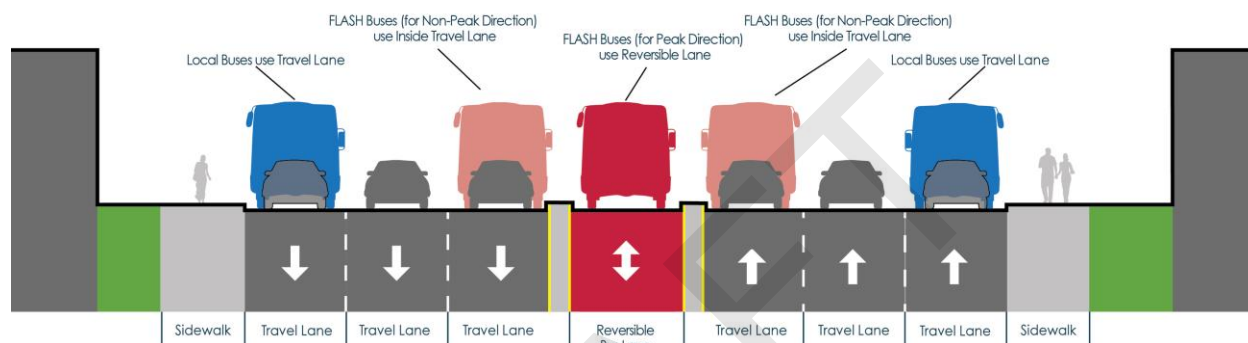 FLASH Buses (for Non-Peak Direction)
use Inside Travel Lane
FLASH Buses (for Peak Direction)
use Reversible Lane
FLASH Buses (for Non-Peak Direction)
use Inside Travel Lane
Local Buses use Travel Lane
Local Buses use Travel Lane
Sidewalk
Travel Lane
Travel Lane
Travel Lane
Reversible
Travel Lane
Travel Lane
Travel Lane
Sidewalk